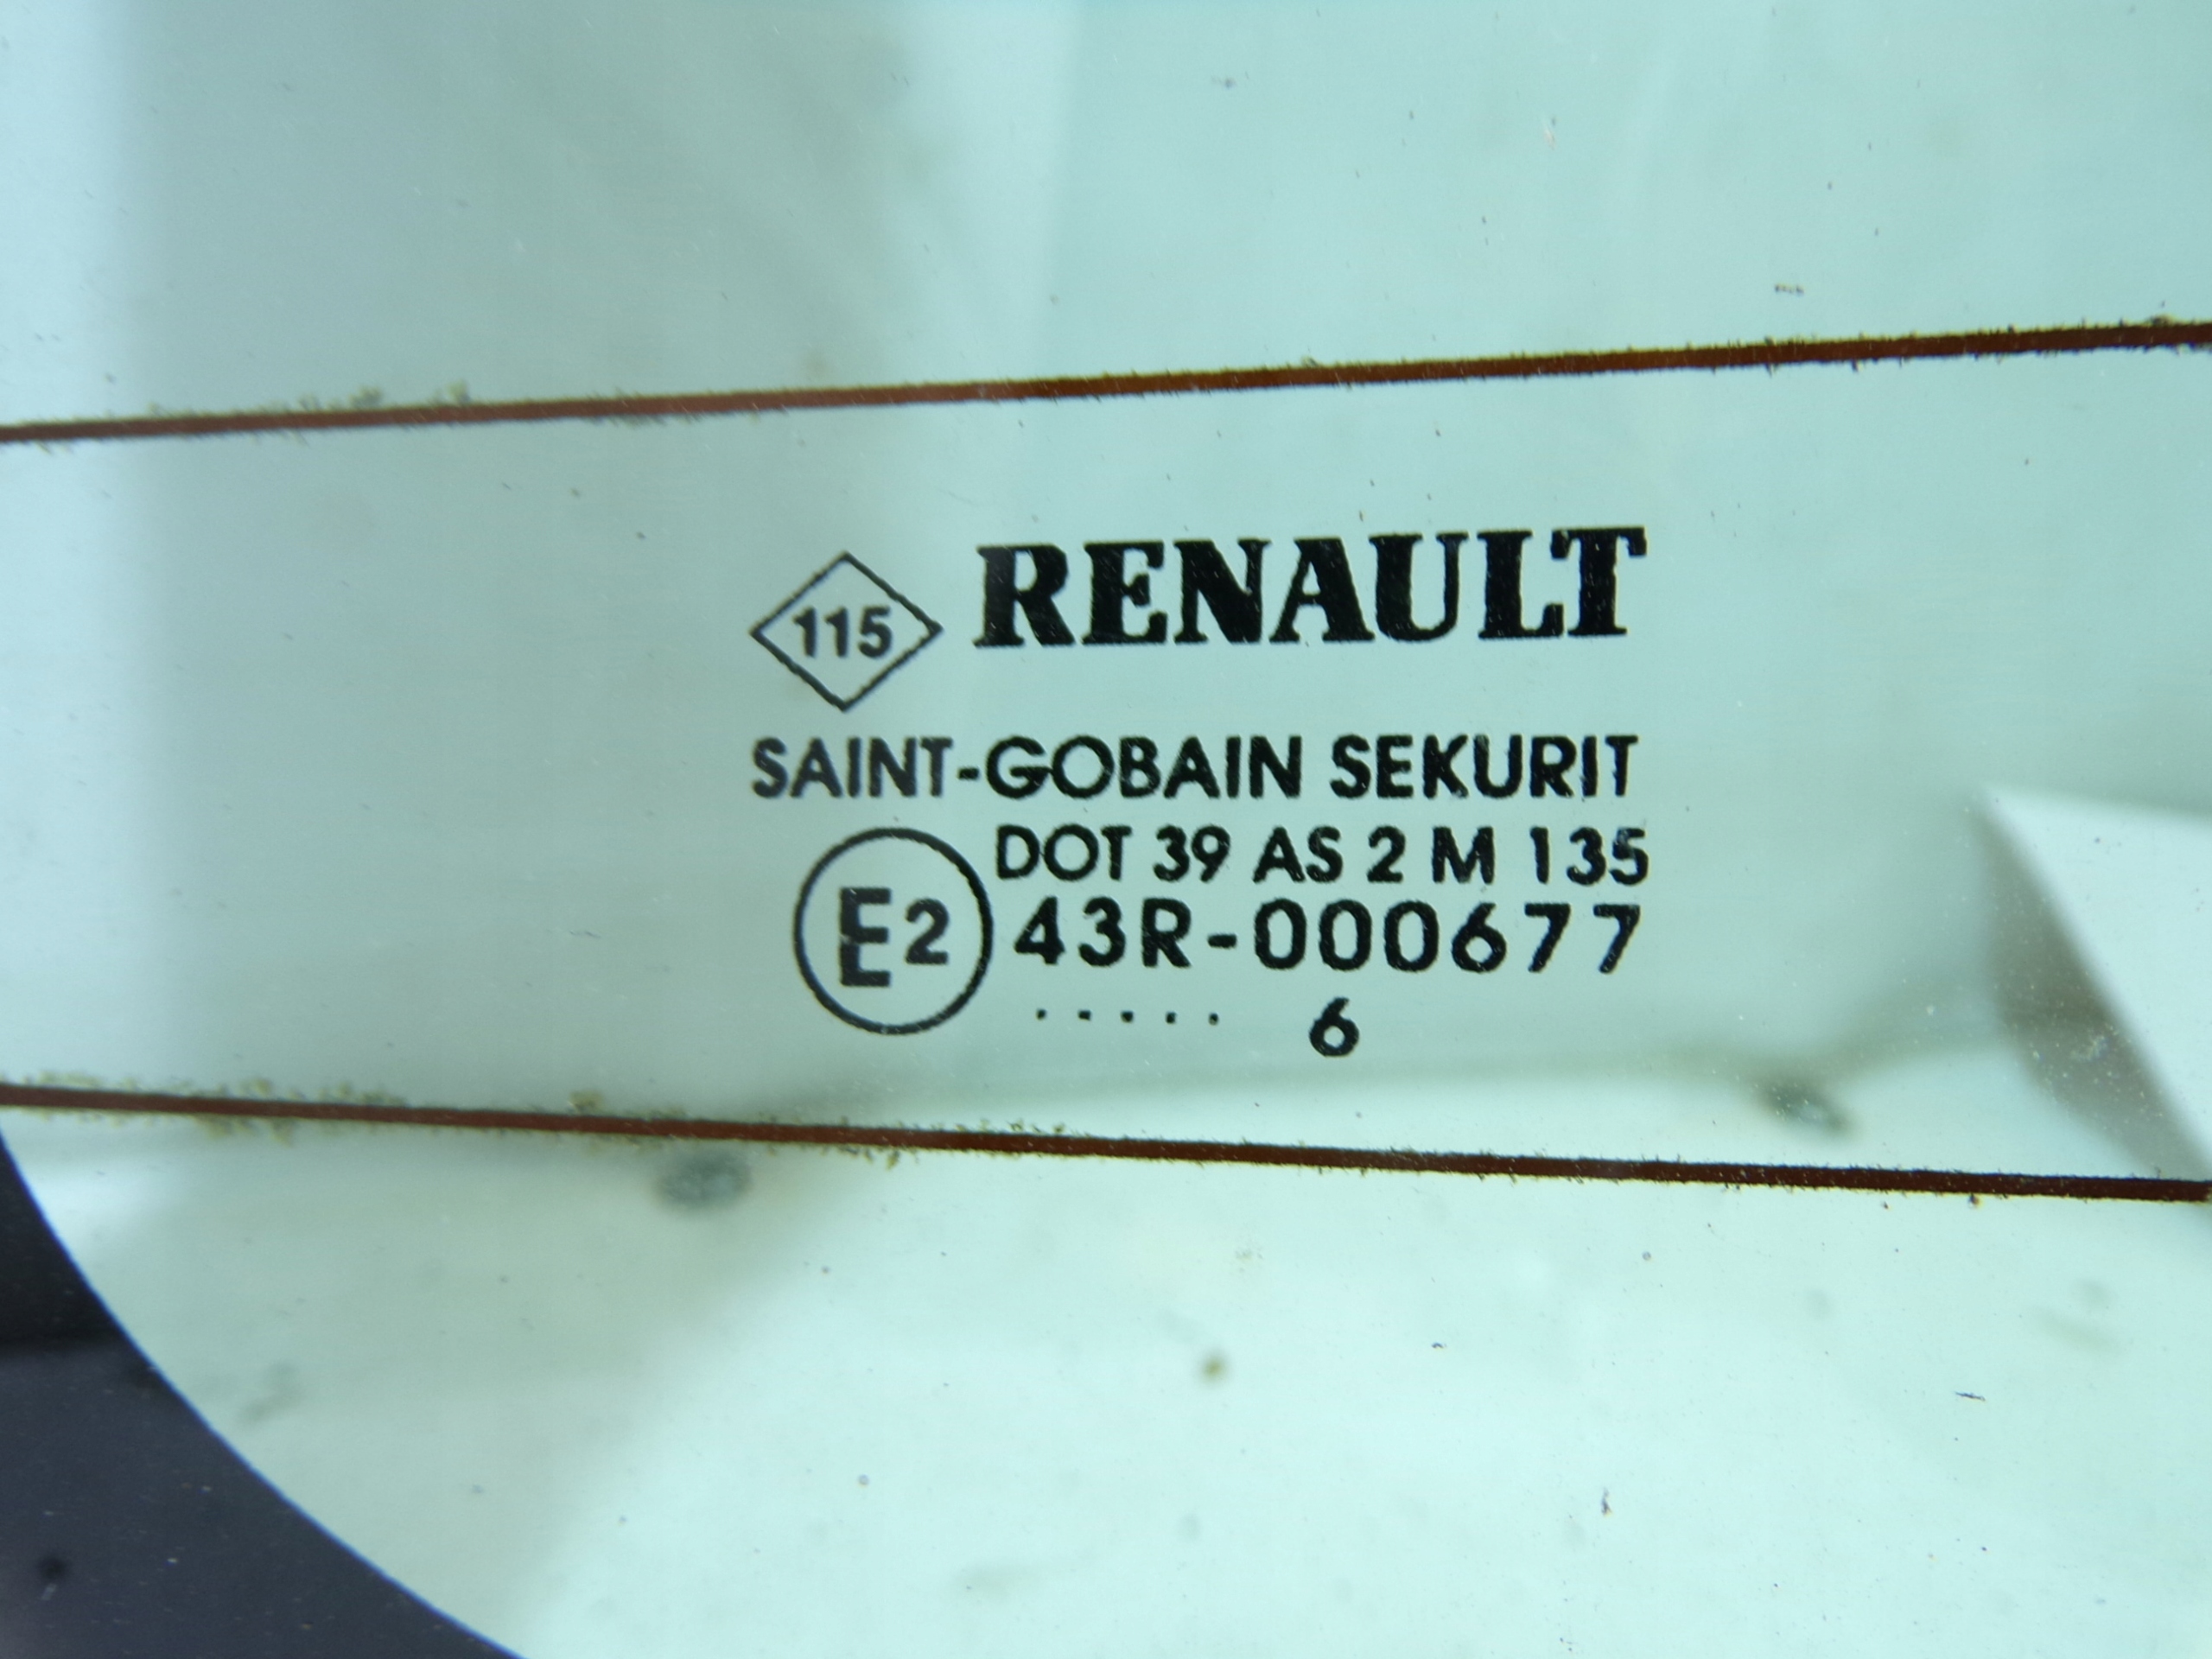 115 RENAULT
SAINT-GOBAIN SEKURIT
DOT 39 AS 2 M 135
E2 43R-000677
..... 6